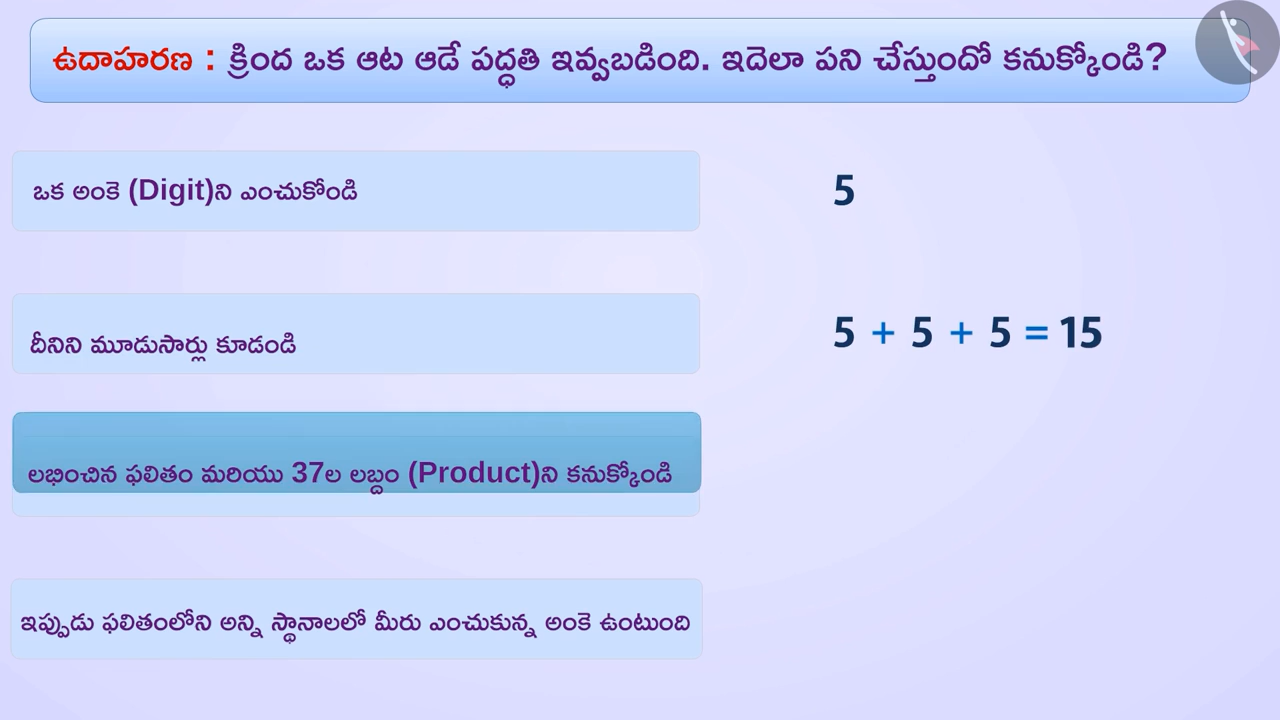 ఉదాహరణ : క్రింద ఒక ఆట ఆడే పద్ధతి ఇవ్వబడింది. ఇదెలా పని చేస్తుందో కనుక్కోండి?
ఒక అంకె (Digit)ని ఎంచుకోండి
5
దీనిని మూడుసార్లు కూడండి
5 + 5 + 5 = 15
లభించిన ఫలితం మరియు 37ల లబ్దం (Product)ని కనుక్కోండి
ఇప్పుడు ఫలితంలోని అన్ని స్థానాలలో మీరు ఎంచుకున్న అంకె ఉంటుంది